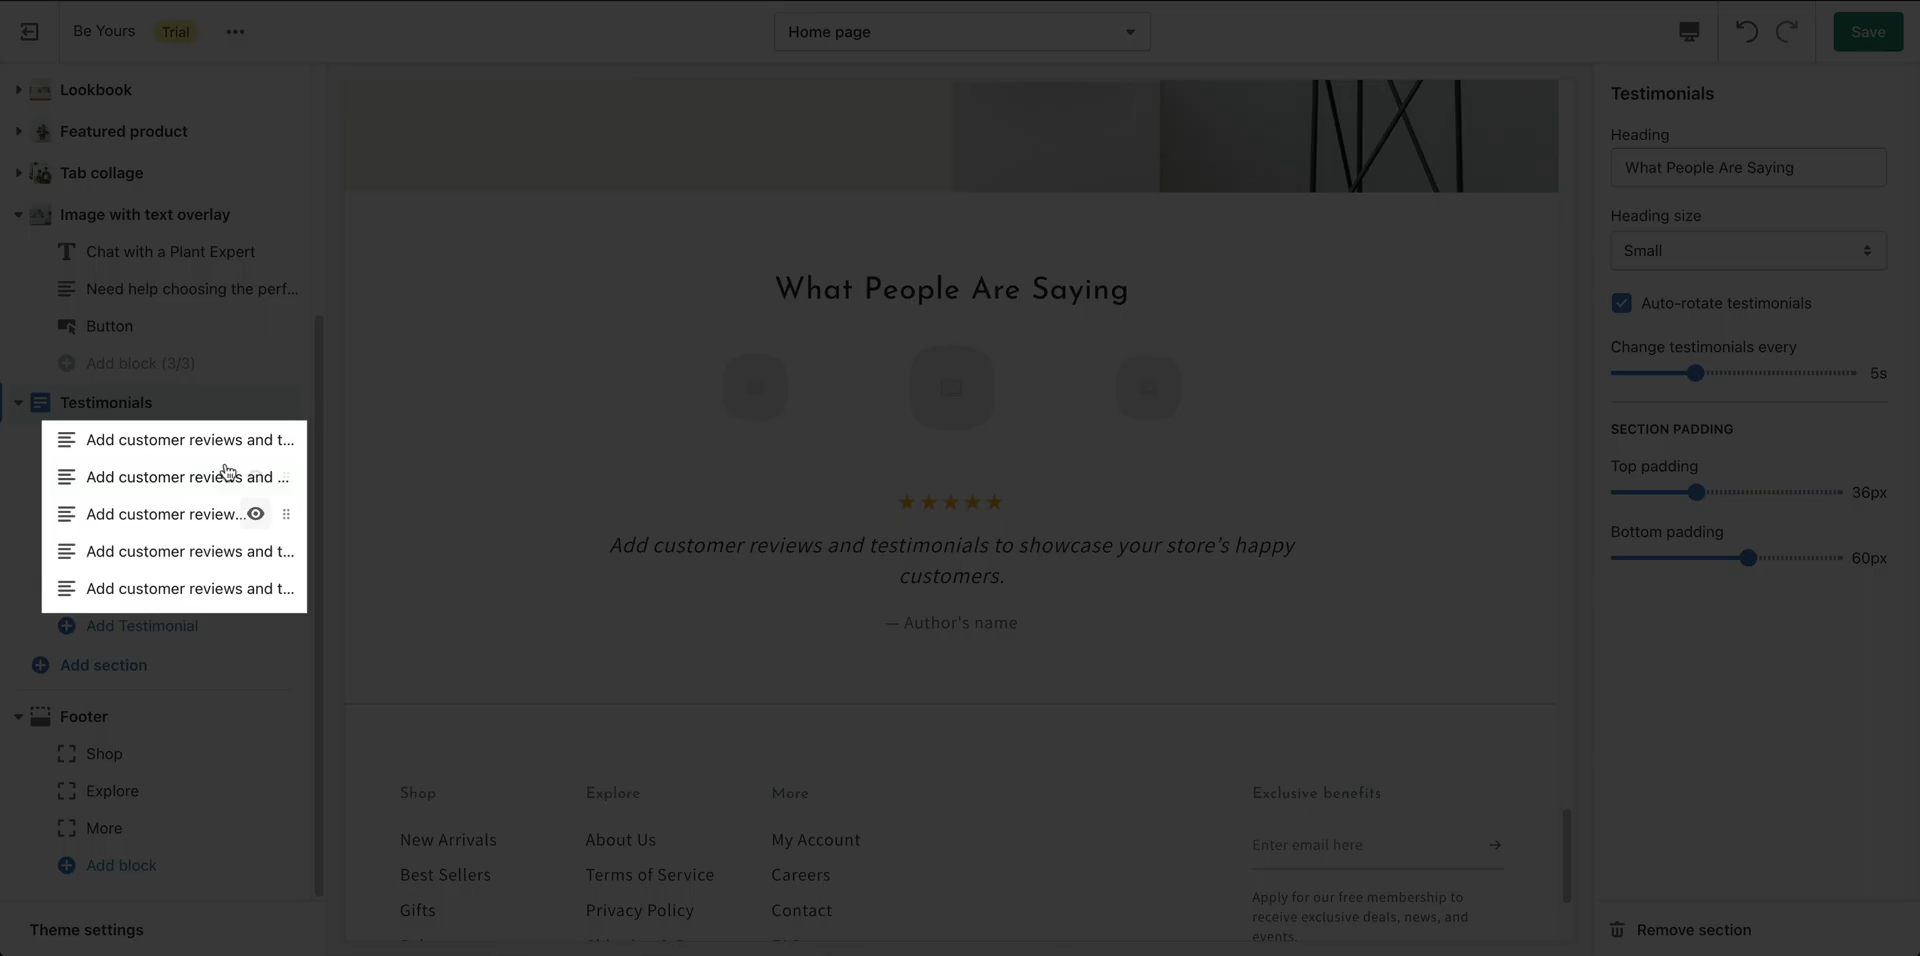 Be Yours
Trial
Home page
Save
Lookbook
Featured product
Tab collage
Image with text overlay
Chat with a Plant Expert
Need help choosing the perf...
Button
Add block (3/3)
Testimonials
Add customer reviews and t...
Add customer reviews and ...
Add customer review...
Add customer reviews and t...
Add customer reviews and t...
Add Testimonial
Add section
Footer
Shop
Explore
More
Add block
Theme settings
What People Are Saying
Add customer reviews and testimonials to showcase your store's happy
customers.
— Author's name
Shop
New Arrivals
Best Sellers
Gifts
Explore
About Us
Terms of Service
Privacy Policy
More
My Account
Careers
Contact
Exclusive benefits
Enter email here
Apply for our free membership to
receive exclusive deals, news, and
events.
Testimonials
Heading
What People Are Saying
Heading size
Small
Auto-rotate testimonials
Change testimonials every
5s
SECTION PADDING
Top padding
36px
Bottom padding
60px
Remove section